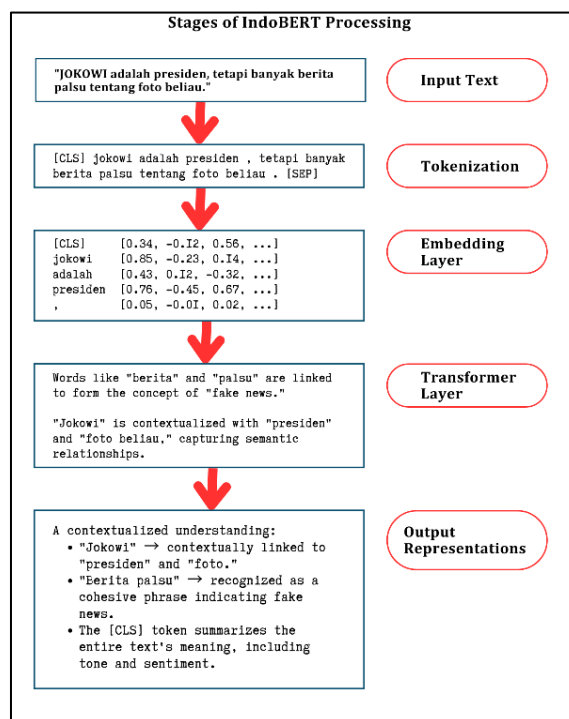 Stages of IndoBERT Processing
"JOKOWI adalah presiden, tetapi banyak berita
palsu tentang foto beliau."
Input Text
[CLS] jokowi adalah presiden , tetapi banyak
berita palsu tentang foto beliau . [SEP]
Tokenization
[CLS] [0.34, -0.I2, 0.56, ...]
jokowi [0.85, -0.23, 0.I4, ...]
adalah [0.43, 0.I2, -0.32, ...]
presiden [0.76, -0.45, 0.67, ...]
, [0.05, -0.0I, 0.02, ...]
Embedding
Layer
Words like "berita" and "palsu" are linked
to form the concept of "fake news."
"Jokowi" is contextualized with "presiden"
and "foto beliau," capturing semantic
relationships.
Transformer
Layer
A contextualized understanding:
• "Jokowi" → contextually linked to
"presiden" and "foto."
• "Berita palsu" → recognized as a
cohesive phrase indicating fake
news.
• The [CLS] token summarizes the
entire text's meaning, including
tone and sentiment.
Output
Representations